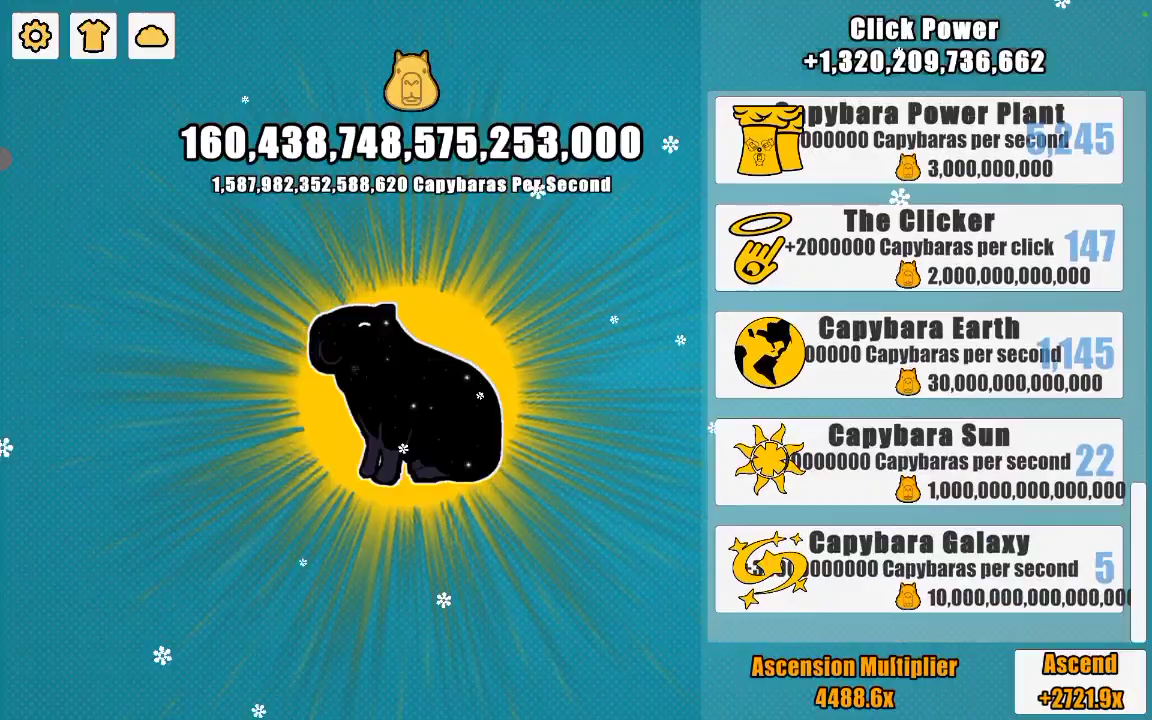 160,438,748,575,253,000
1,587,982,352,588,620 Capybaras Per Second
Click Power
+1,320,209,736,662
Capybara Power Plant
000000 Capybaras per second
5,245
3,000,000,000
The Clicker
+2000000 Capybaras per click
147
2,000,000,000,000
Capybara Earth
00000 Capybaras per second
1,145
30,000,000,000,000
Capybara Sun
0000000 Capybaras per second
22
1,000,000,000,000,000
Capybara Galaxy
000000 Capybaras per second
5
10,000,000,000,000,000
Ascension Multiplier
4488.6x
Ascend
+2721.9x